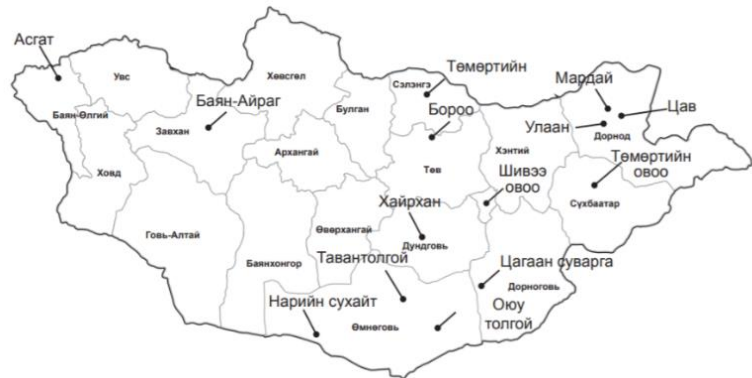 Асгат
Увс
Баян-Өлгий
Ховд
Завхан
Баян-Айраг
Хөвсгөл
Булган
Архангай
Сэлэнгэ
Төмөртийн
Бороо
Төв
Хэнтий
Мардай
Цав
Улаан
Дорнод
Төмөртийн
овоо
Сүхбаатар
Шивээ
овоо
Хайрхан
Дундговь
Говь-Алтай
Баянхонгор
Өвөрхангай
Тавантолгой
Нарийн сухайт
Өмнөговь
Цагаан суварга
Дорноговь
Оюу
толгой